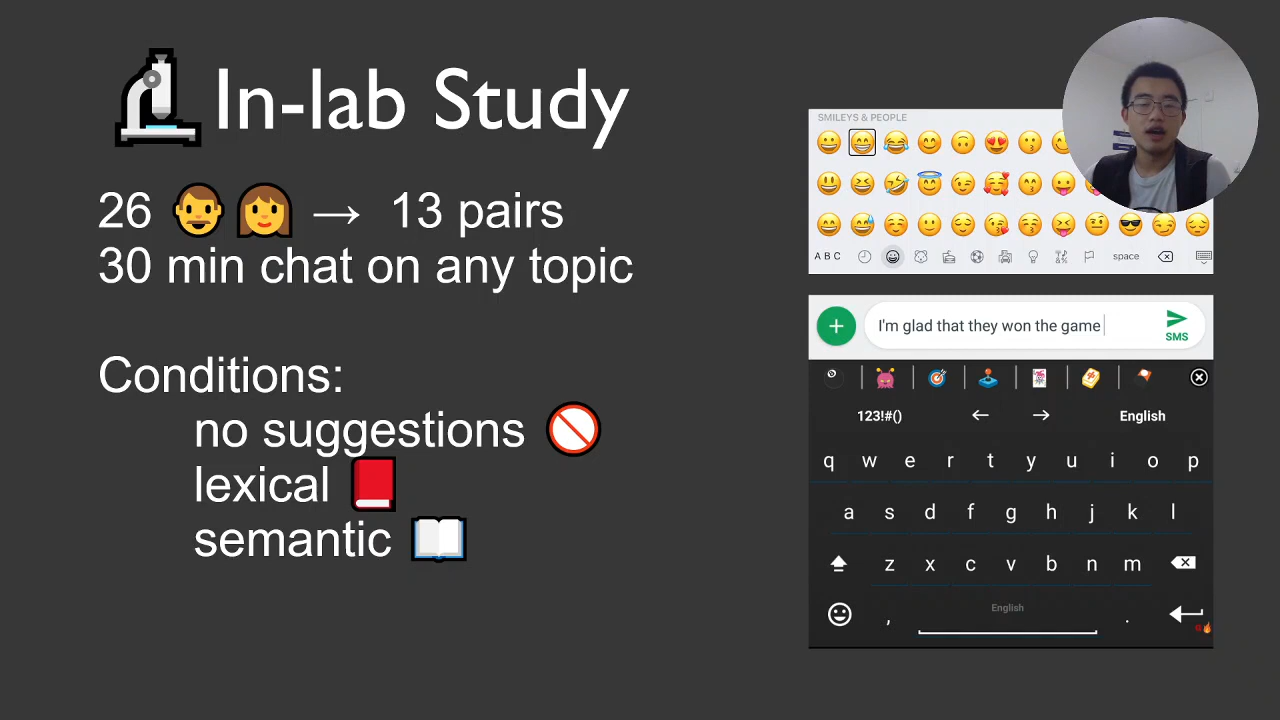 In-lab Study
26 → 13 pairs
30 min chat on any topic
Conditions:
no suggestions
lexical
semantic
SMILEYS & PEOPLE
ABC
space
I'm glad that they won the game
SMS
123!#()
← →
English
q w e r t y u i o p
a s d f g h j k l
z x c v b n m
English
, .